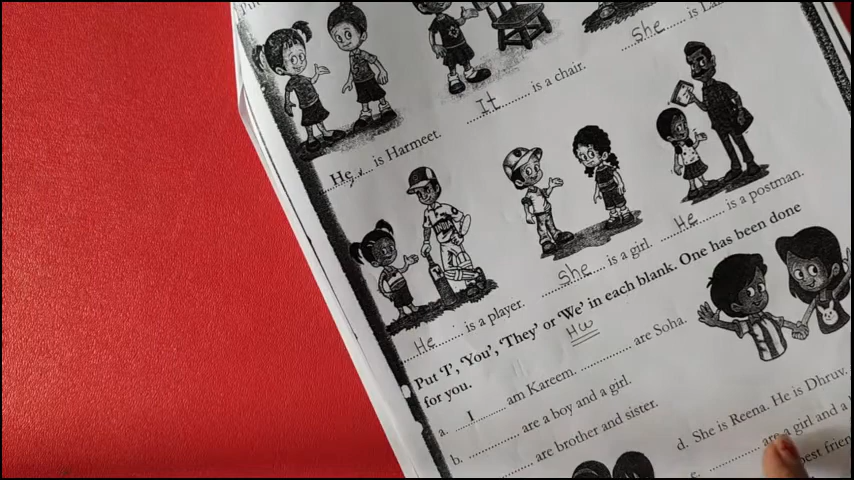 She is
He is Harmeet. It is a chair.
He is a player. She is a girl. He is a postman.
Put 'I', 'You', 'They' or 'We' in each blank. One has been done
for you.
HW
a. I am Kareem. are Soha.
b. are a boy and a girl.
are brother and sister.
d. She is Reena. He is Dhruv.
are a girl and a
best